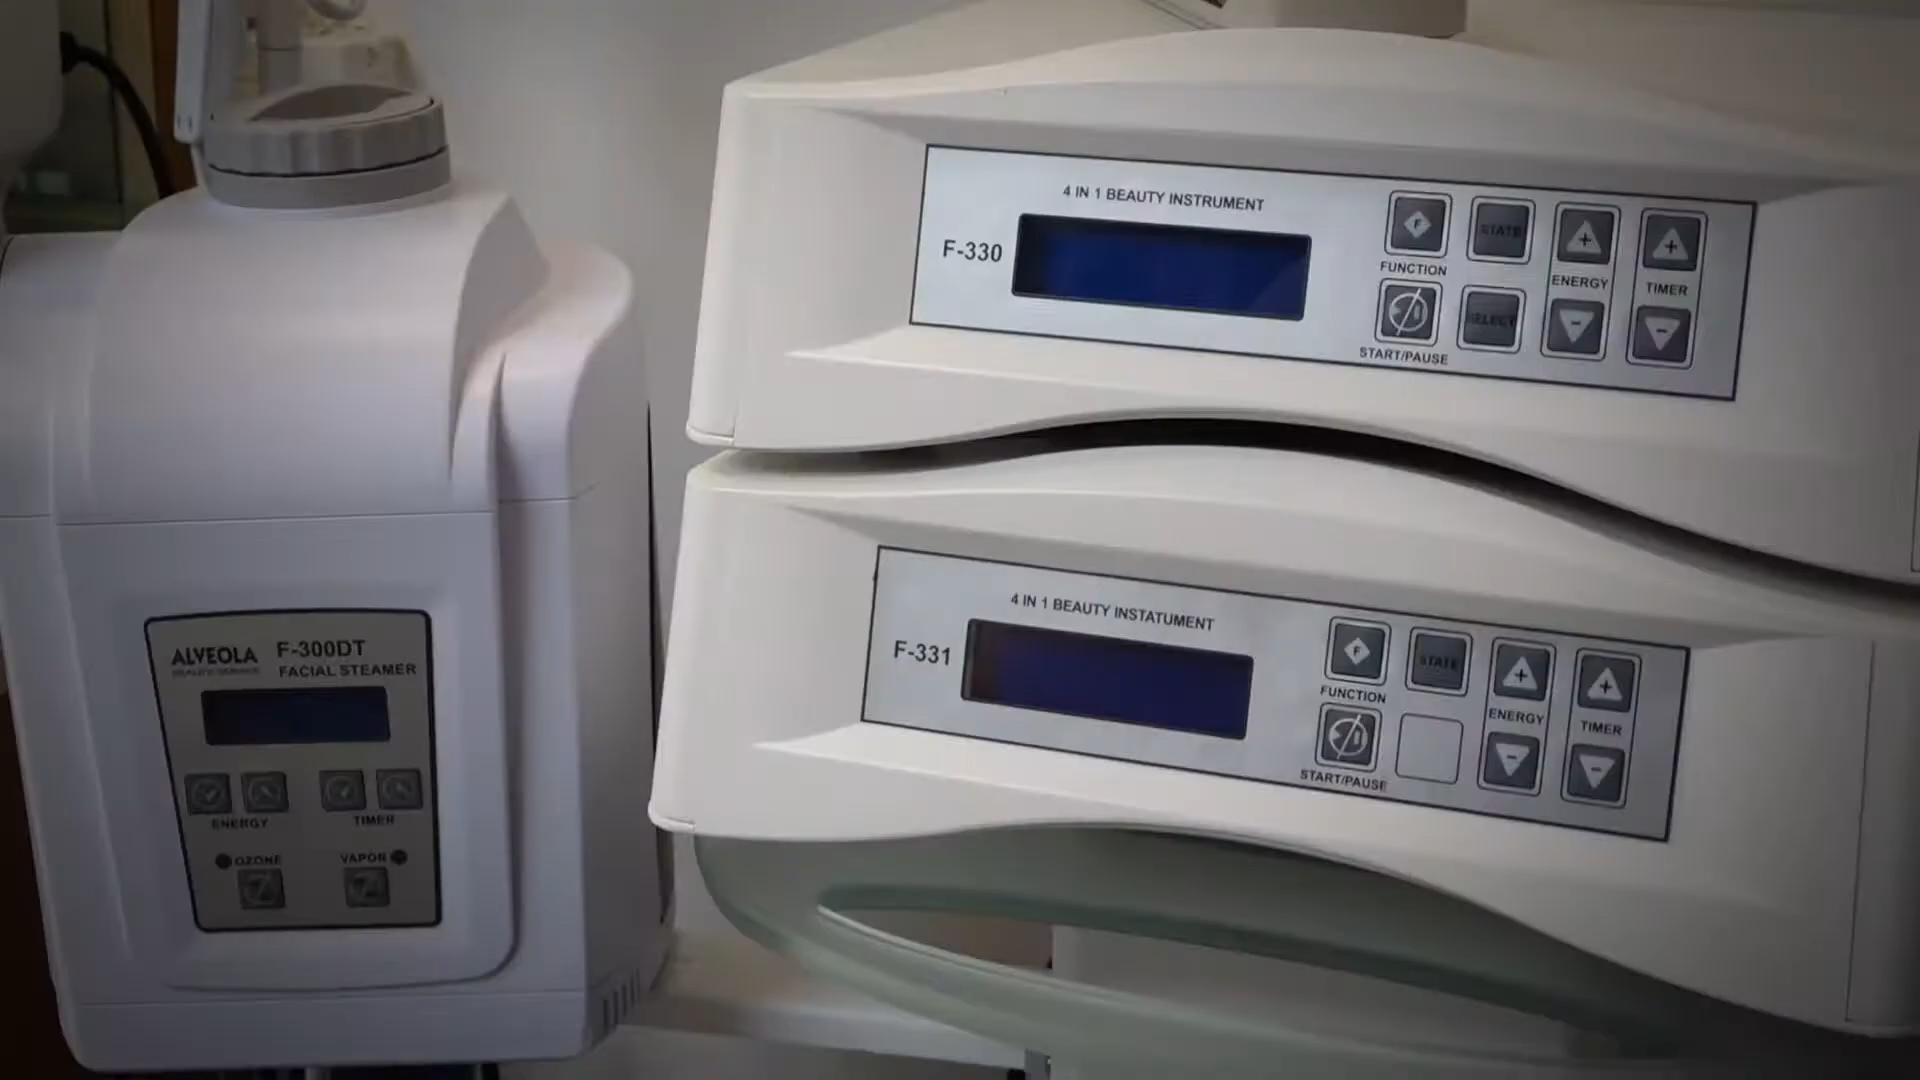 ALVEOLA
F-300DT
FACIAL STEAMER
ENERGY
TIMER
OZONE
VAPOR
4 IN 1 BEAUTY INSTRUMENT
F-330
F
STATE
FUNCTION
ENERGY
TIMER
SELECT
START/PAUSE
4 IN 1 BEAUTY INSTATUMENT
F-331
F
STATE
FUNCTION
ENERGY
TIMER
START/PAUSE